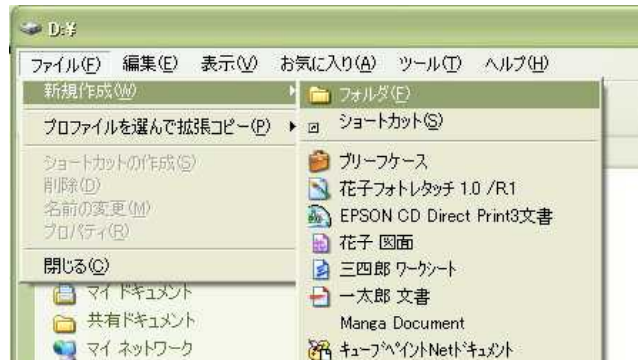 D:¥
ファイル(F) 編集(E) 表示(V) お気に入り(A) ツール(T) ヘルプ(H)
新規作成(W)
プロファイルを選んで拡張コピー(P)
ショートカットの作成(S)
削除(D)
名前の変更(M)
プロパティ(R)
閉じる(C)
マイ ドキュメント
共有ドキュメント
マイ ネットワーク
フォルダ(F)
ショートカット(S)
ブリーフケース
花子フォトレタッチ 1.0 /R.1
EPSON CD Direct Print3文書
花子 図面
三四郎 ワークシート
一太郎 文書
Manga Document
キューブペイントNetドキュメント